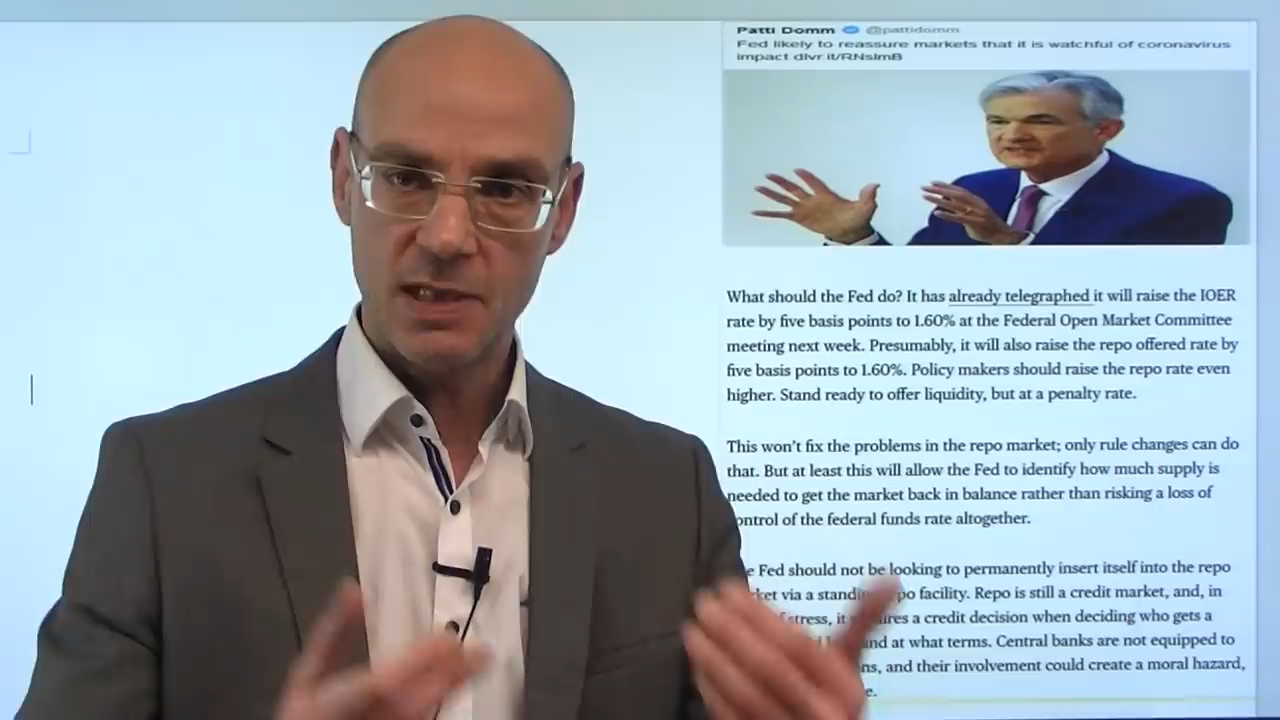 Patti Domm @pattidomm
Fed likely to reassure markets that it is watchful of coronavirus
impact dlvr.it/RNsImB
What should the Fed do? It has already telegraphed it will raise the IOER
rate by five basis points to 1.60% at the Federal Open Market Committee
meeting next week. Presumably, it will also raise the repo offered rate by
five basis points to 1.60%. Policy makers should raise the repo rate even
higher. Stand ready to offer liquidity, but at a penalty rate.
This won't fix the problems in the repo market; only rule changes can do
that. But at least this will allow the Fed to identify how much supply is
needed to get the market back in balance rather than risking a loss of
ontrol of the federal funds rate altogether.
e Fed should not be looking to permanently insert itself into the repo
ket via a standi po facility. Repo is still a credit market, and, in
stress, it res a credit decision when deciding who gets a
nd at what terms. Central banks are not equipped to
ns, and their involvement could create a moral hazard,
e.